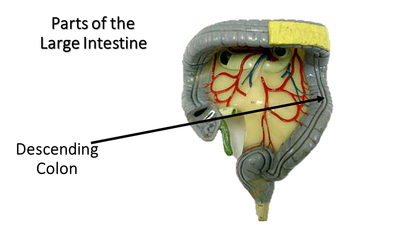 Parts of the
Large Intestine
Descending
Colon